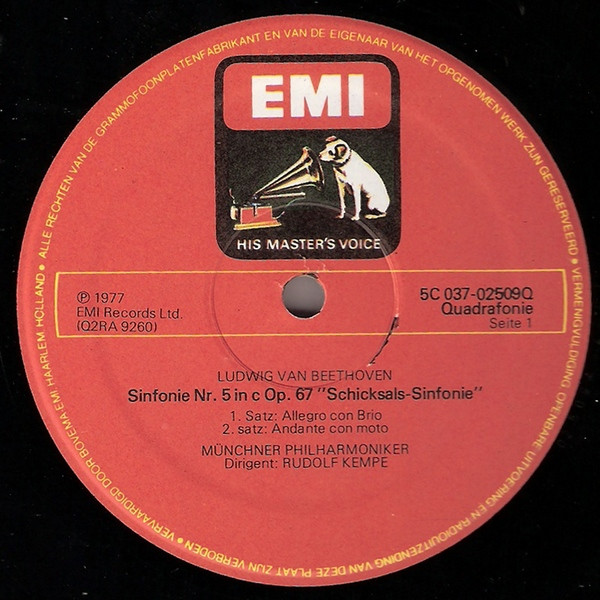 ALLE RECHTEN VAN DE GRAMMOFOONPLATENFABRIKANT EN VAN DE EIGENAAR VAN HET OPGENOMEN WERK ZIJN GERESERVEERD • VERMENIGVULDIGING, OPENBARE UITVOERING EN RADIOUITZENDING VAN DEZE PLAAT ZIJN VERBODEN • VERVAARDIGD DOOR BOVEMA EMI HAARLEM HOLLAND •
EMI
HIS MASTER'S VOICE
℗ 1977
EMI Records Ltd.
(Q2RA 9260)
5C 037-02509Q
Quadrafonie
Seite 1
LUDWIG VAN BEETHOVEN
Sinfonie Nr. 5 in c Op. 67 "Schicksals-Sinfonie"
1. Satz: Allegro con Brio
2. satz: Andante con moto
MÜNCHNER PHILHARMONIKER
Dirigent: RUDOLF KEMPE